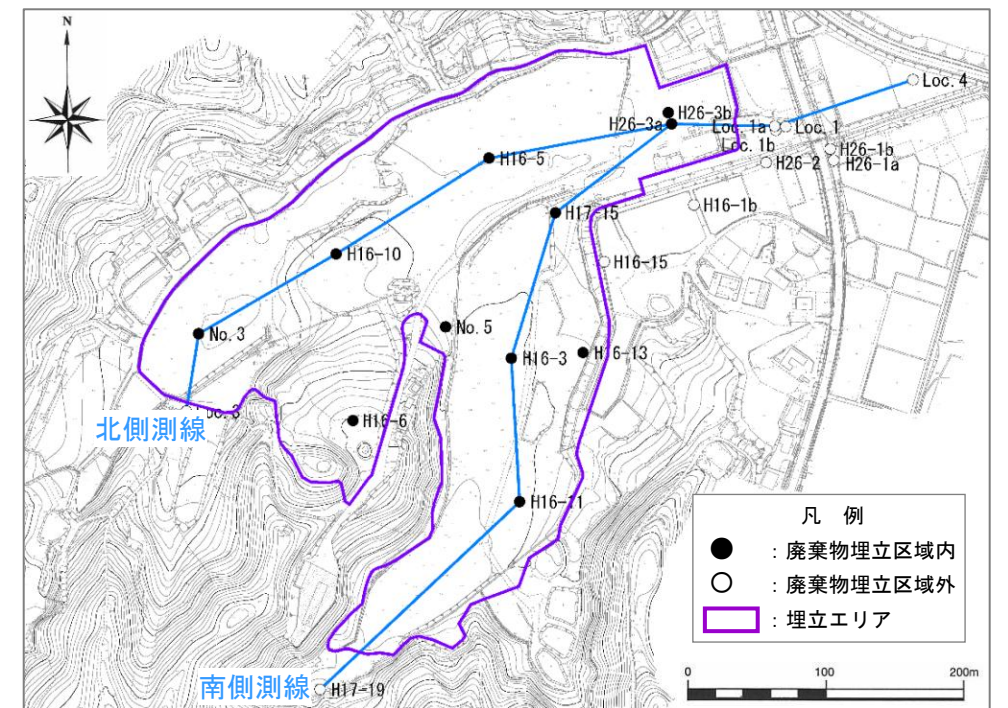 N
Loc. 4
H26-3b
H26-3a
Loc. 1a
Loc. 1
Loc. 1b
H26-1b
H26-1a
H26-2
H16-5
H16-1b
H17-15
H16-10
H16-15
No. 3
No. 5
H16-3
H16-13
Loc. 3
北側測線
H16-6
H16-11
凡 例
● : 廃棄物埋立区域内
○ : 廃棄物埋立区域外
: 埋立エリア
南側測線
H17-19
0 100 200m